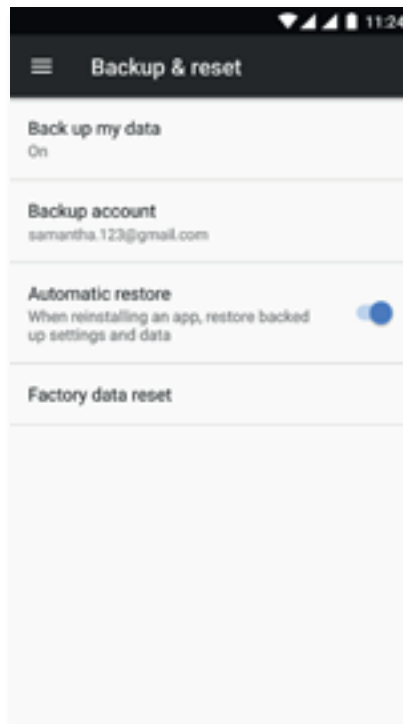 11:24
Backup & reset
Back up my data
On
Backup account
samantha.123@gmail.com
Automatic restore
When reinstalling an app, restore backed
up settings and data
Factory data reset